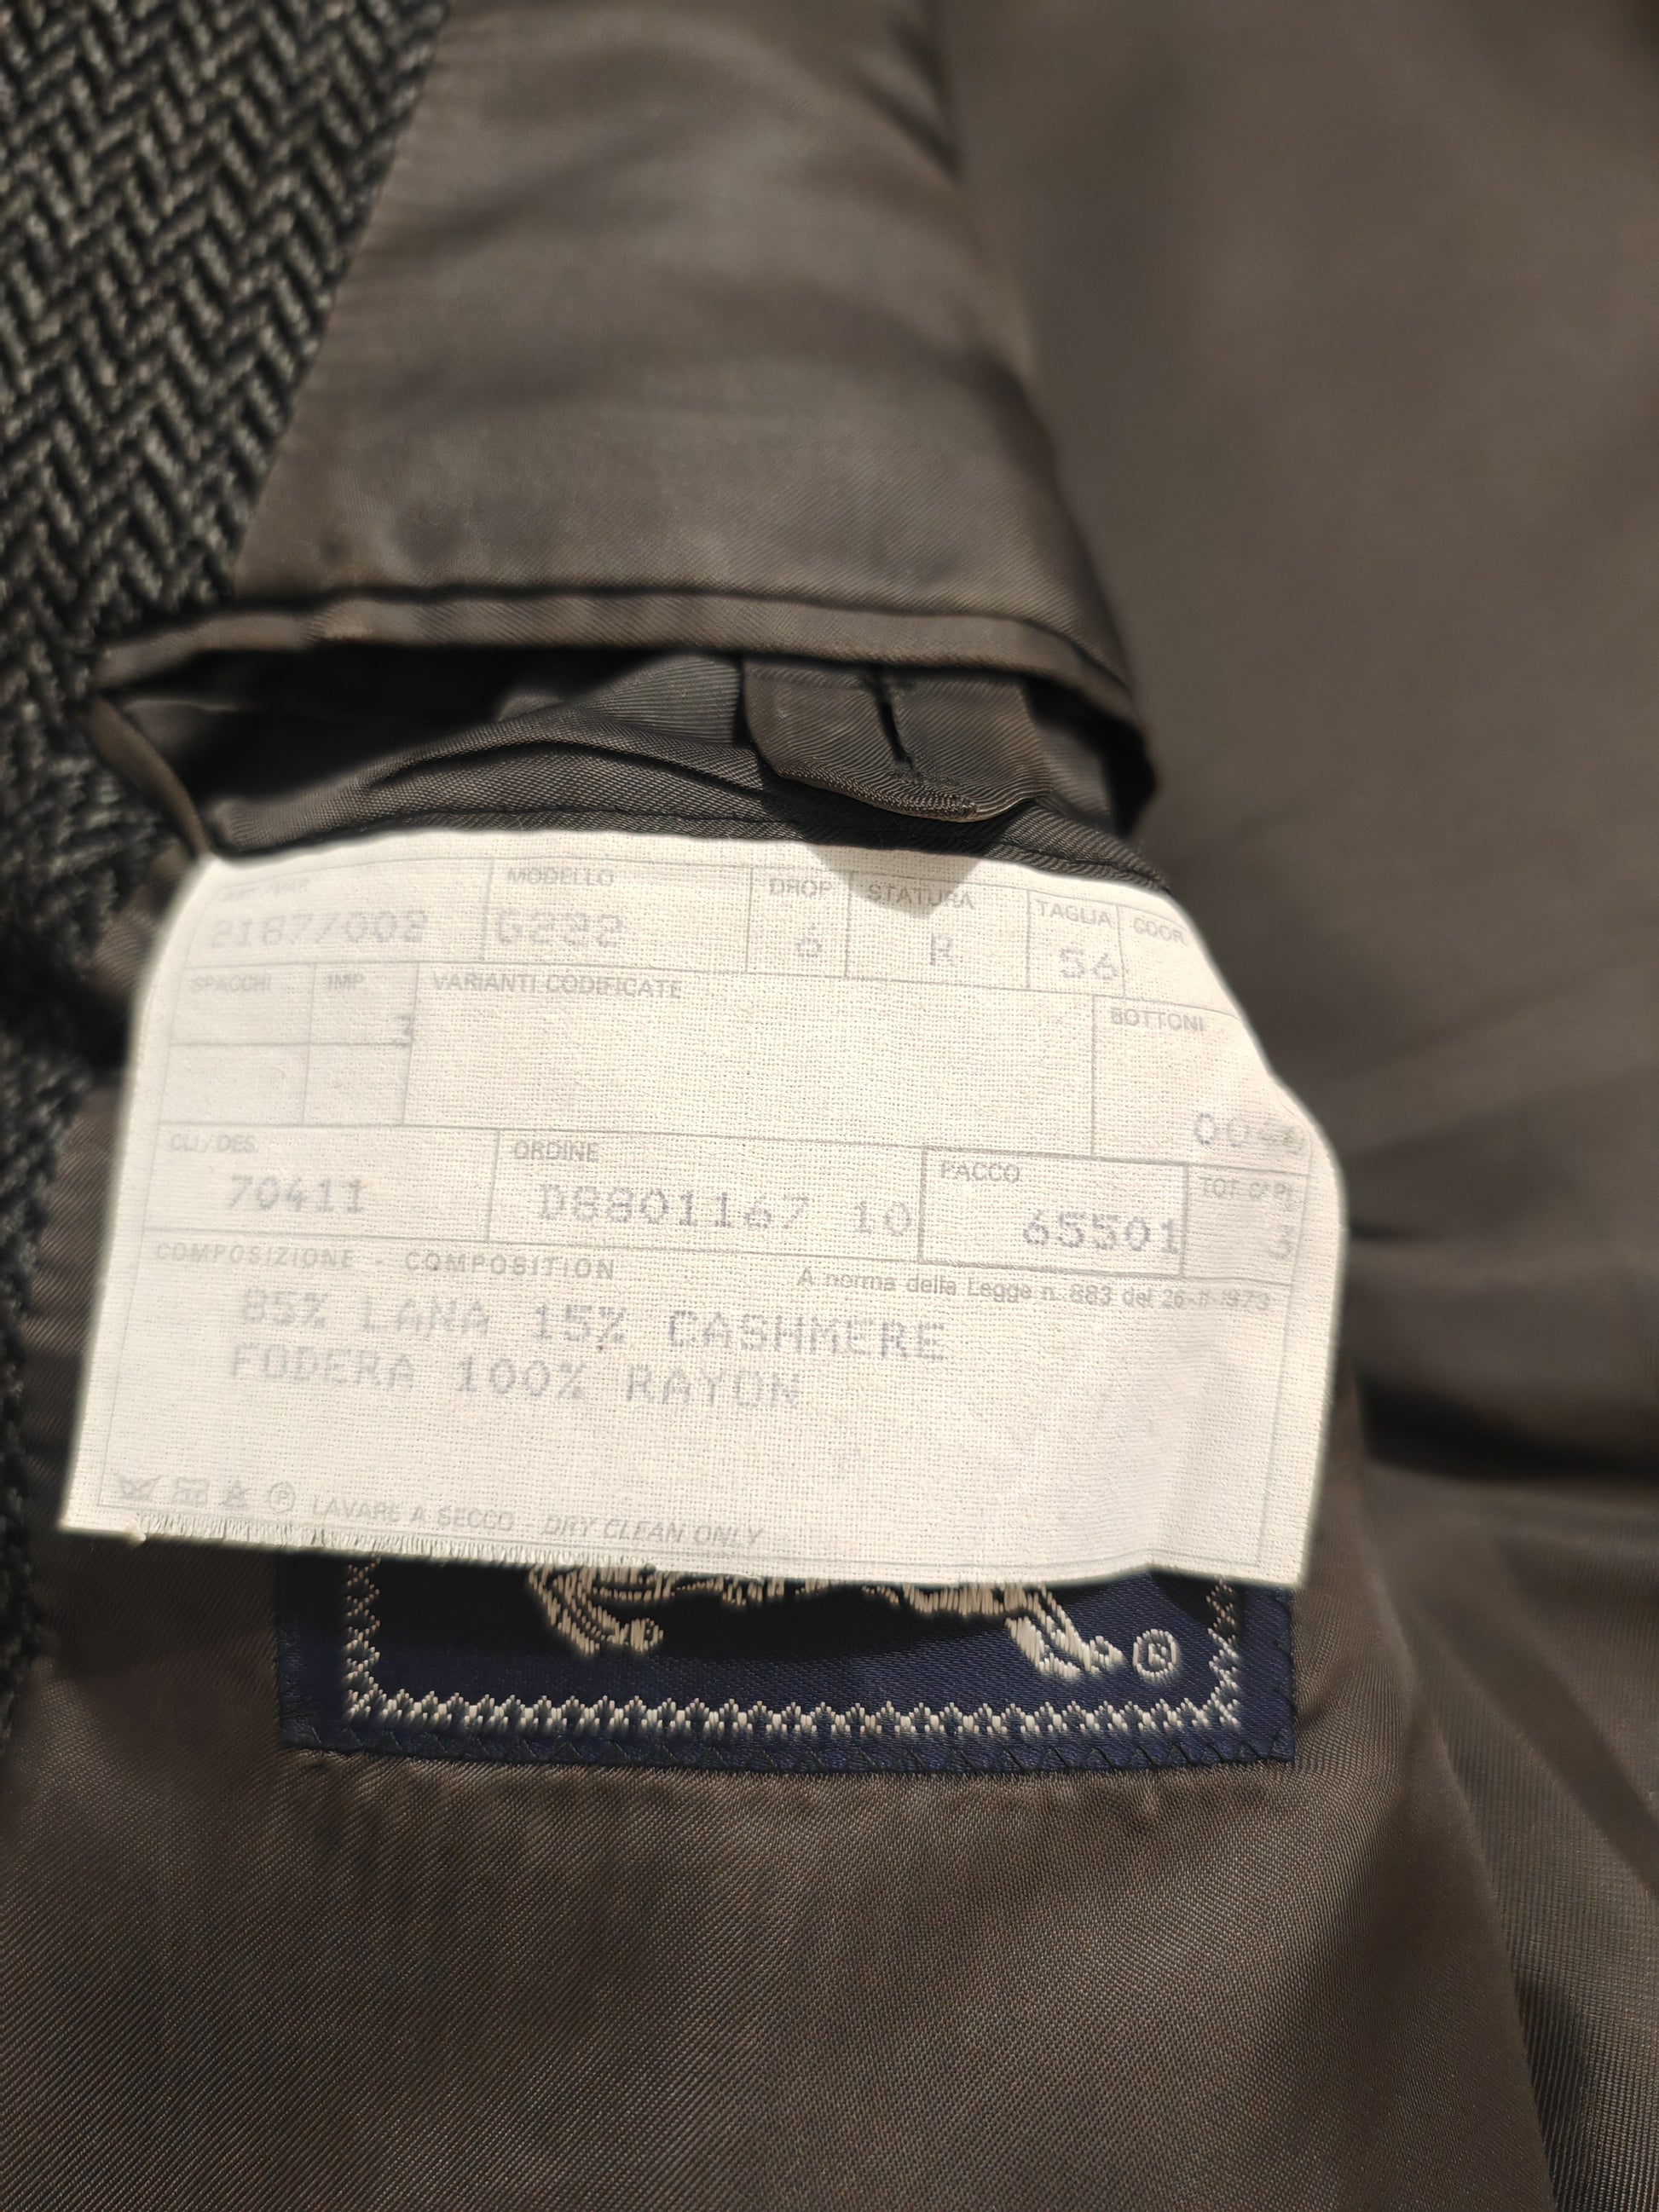 ART./VAR. MODELLO DROP STATURA TAGLIA COOR.
2187/002 G222 6 R 56
SPACCHI IMP. VARIANTI CODIFICATE BOTTONI
3
CLI./DES. ORDINE PACCO TOT. CAPI
70411 D8801167 10 65501 3
COMPOSIZIONE - COMPOSITION A norma della Legge n. 883 del 26-11-1973
85% LANA 15% CASHMERE
FODERA 100% RAYON
P LAVARE A SECCO - DRY CLEAN ONLY
®